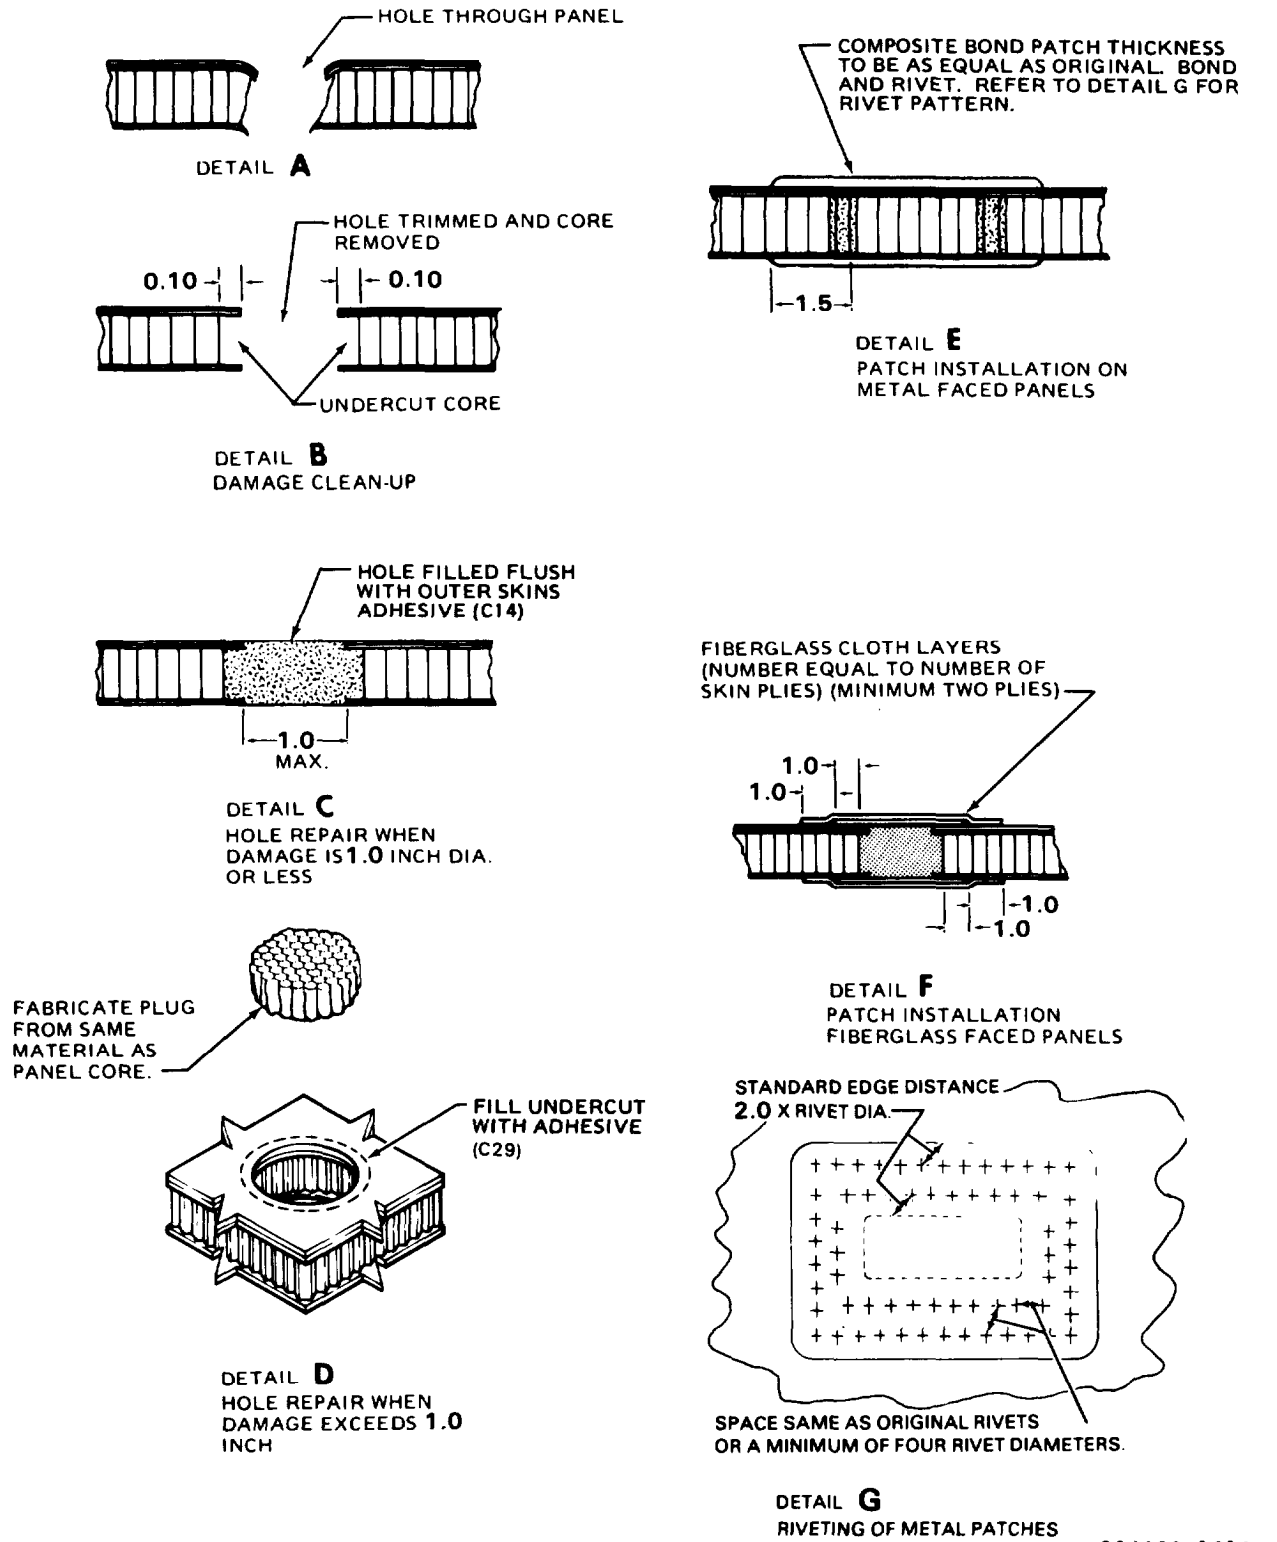 HOLE THROUGH PANEL
DETAIL A
HOLE TRIMMED AND CORE
REMOVED
0.10
0.10
UNDERCUT CORE
DETAIL B
DAMAGE CLEAN-UP
HOLE FILLED FLUSH
WITH OUTER SKINS
ADHESIVE (C14)
1.0
MAX.
DETAIL C
HOLE REPAIR WHEN
DAMAGE IS 1.0 INCH DIA.
OR LESS
FABRICATE PLUG
FROM SAME
MATERIAL AS
PANEL CORE.
FILL UNDERCUT
WITH ADHESIVE
(C29)
DETAIL D
HOLE REPAIR WHEN
DAMAGE EXCEEDS 1.0
INCH
COMPOSITE BOND PATCH THICKNESS
TO BE AS EQUAL AS ORIGINAL. BOND
AND RIVET. REFER TO DETAIL G FOR
RIVET PATTERN.
1.5
DETAIL E
PATCH INSTALLATION ON
METAL FACED PANELS
FIBERGLASS CLOTH LAYERS
(NUMBER EQUAL TO NUMBER OF
SKIN PLIES) (MINIMUM TWO PLIES)
1.0
1.0
1.0
1.0
DETAIL F
PATCH INSTALLATION
FIBERGLASS FACED PANELS
STANDARD EDGE DISTANCE
2.0 X RIVET DIA.
SPACE SAME AS ORIGINAL RIVETS
OR A MINIMUM OF FOUR RIVET DIAMETERS.
DETAIL G
RIVETING OF METAL PATCHES